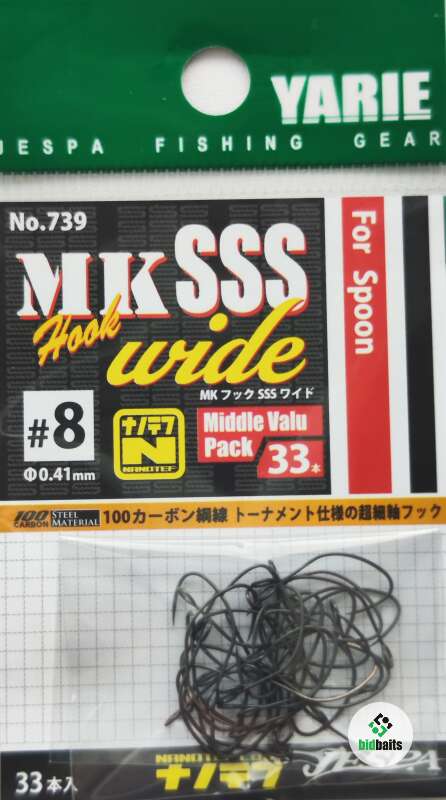 YARIE
JESPA FISHING GEAR
No.739
MK SSS
Hook wide
MK フック SSS ワイド
For Spoon
#8
Φ0.41mm
ナノテフ
N
NANOTEF
Middle Valu
Pack
33本
100 CARBON STEEL MATERIAL 100カーボン鋼線 トーナメント仕様の超細軸フック
bidbaits
33本入
ナノテフ